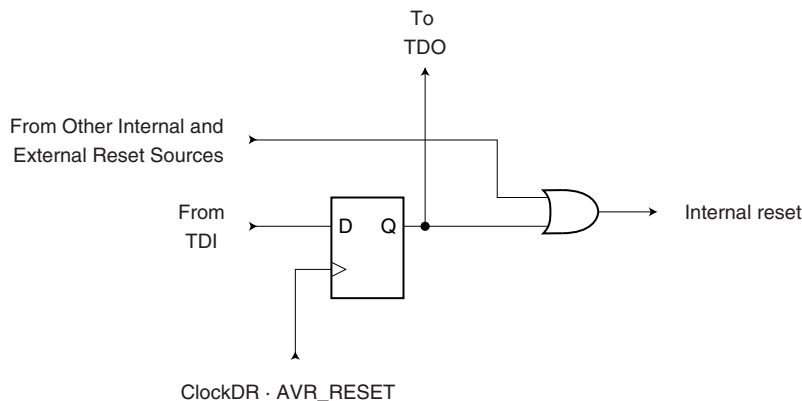 To
TDO
From Other Internal and
External Reset Sources
From
TDI
D
Q
Internal reset
ClockDR · AVR_RESET